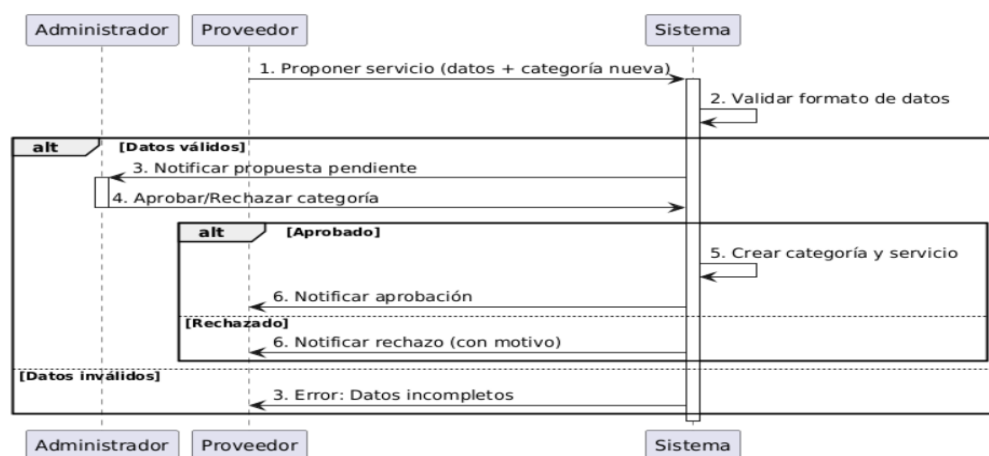 Administrador Proveedor Sistema
1. Proponer servicio (datos + categoría nueva)
2. Validar formato de datos
alt [Datos válidos]
3. Notificar propuesta pendiente
4. Aprobar/Rechazar categoría
alt [Aprobado]
5. Crear categoría y servicio
6. Notificar aprobación
[Rechazado]
6. Notificar rechazo (con motivo)
[Datos inválidos]
3. Error: Datos incompletos
Administrador Proveedor Sistema